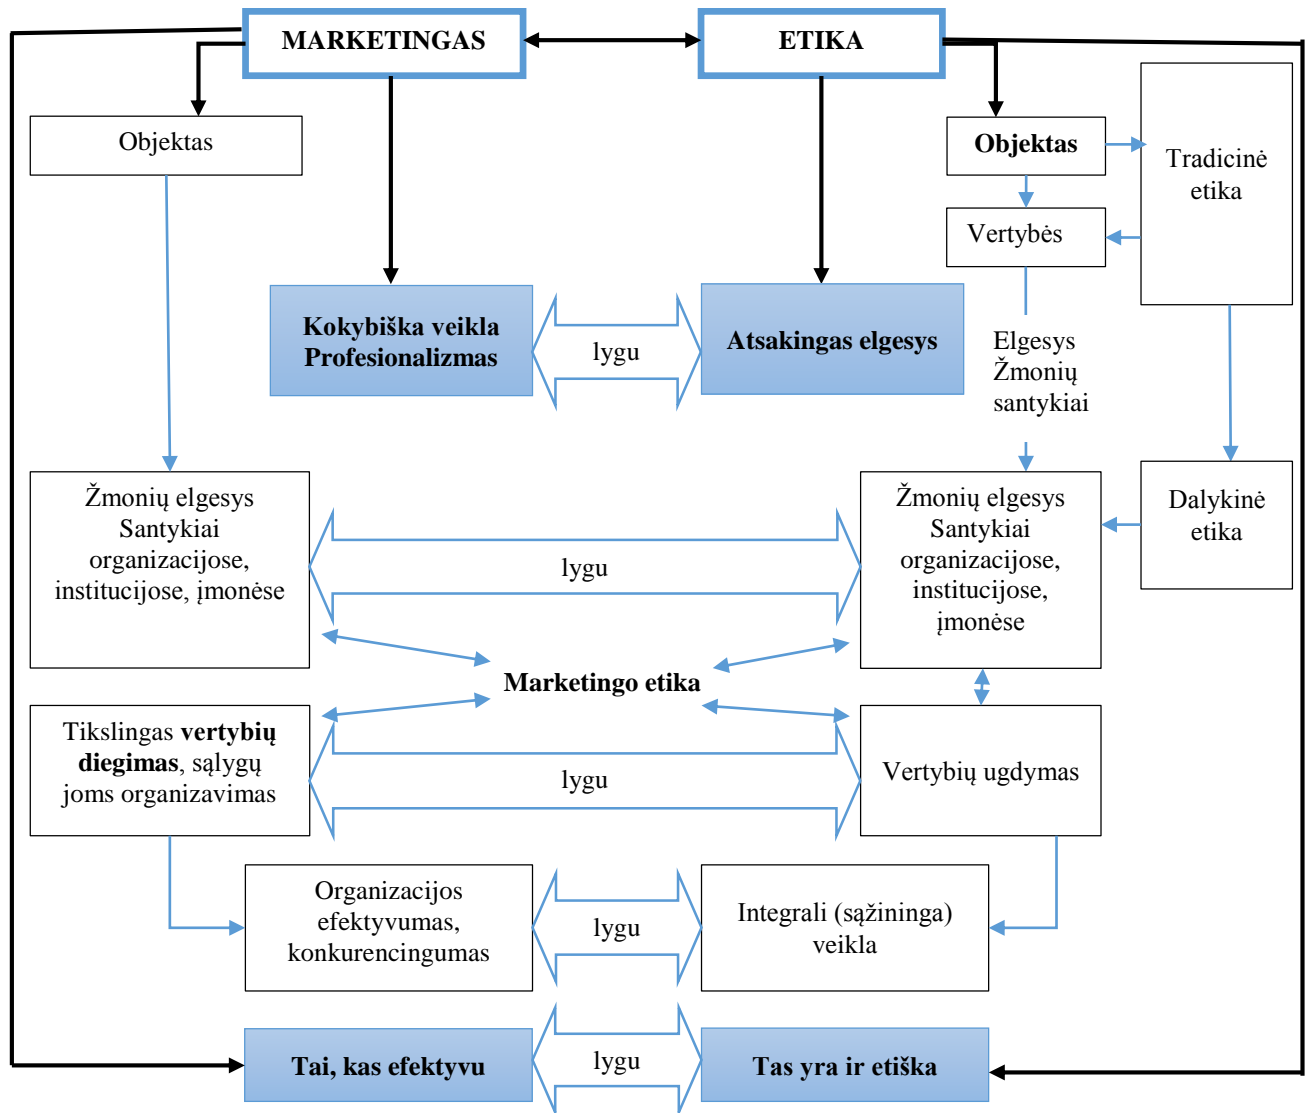 MARKETINGAS
ETIKA
Objektas
Objektas
Tradicinė
etika
Vertybės
Kokybiška veikla
Profesionalizmas
lygu
Atsakingas elgesys
Elgesys
Žmonių
santykiai
Žmonių elgesys
Santykiai
organizacijose,
institucijose, įmonėse
lygu
Žmonių elgesys
Santykiai
organizacijose,
institucijose,
įmonėse
Dalykinė
etika
Marketingo etika
Tikslingas vertybių
diegimas, sąlygų
joms organizavimas
lygu
Vertybių ugdymas
Organizacijos
efektyvumas,
konkurencingumas
lygu
Integrali (sąžininga)
veikla
Tai, kas efektyvu
lygu
Tas yra ir etiška